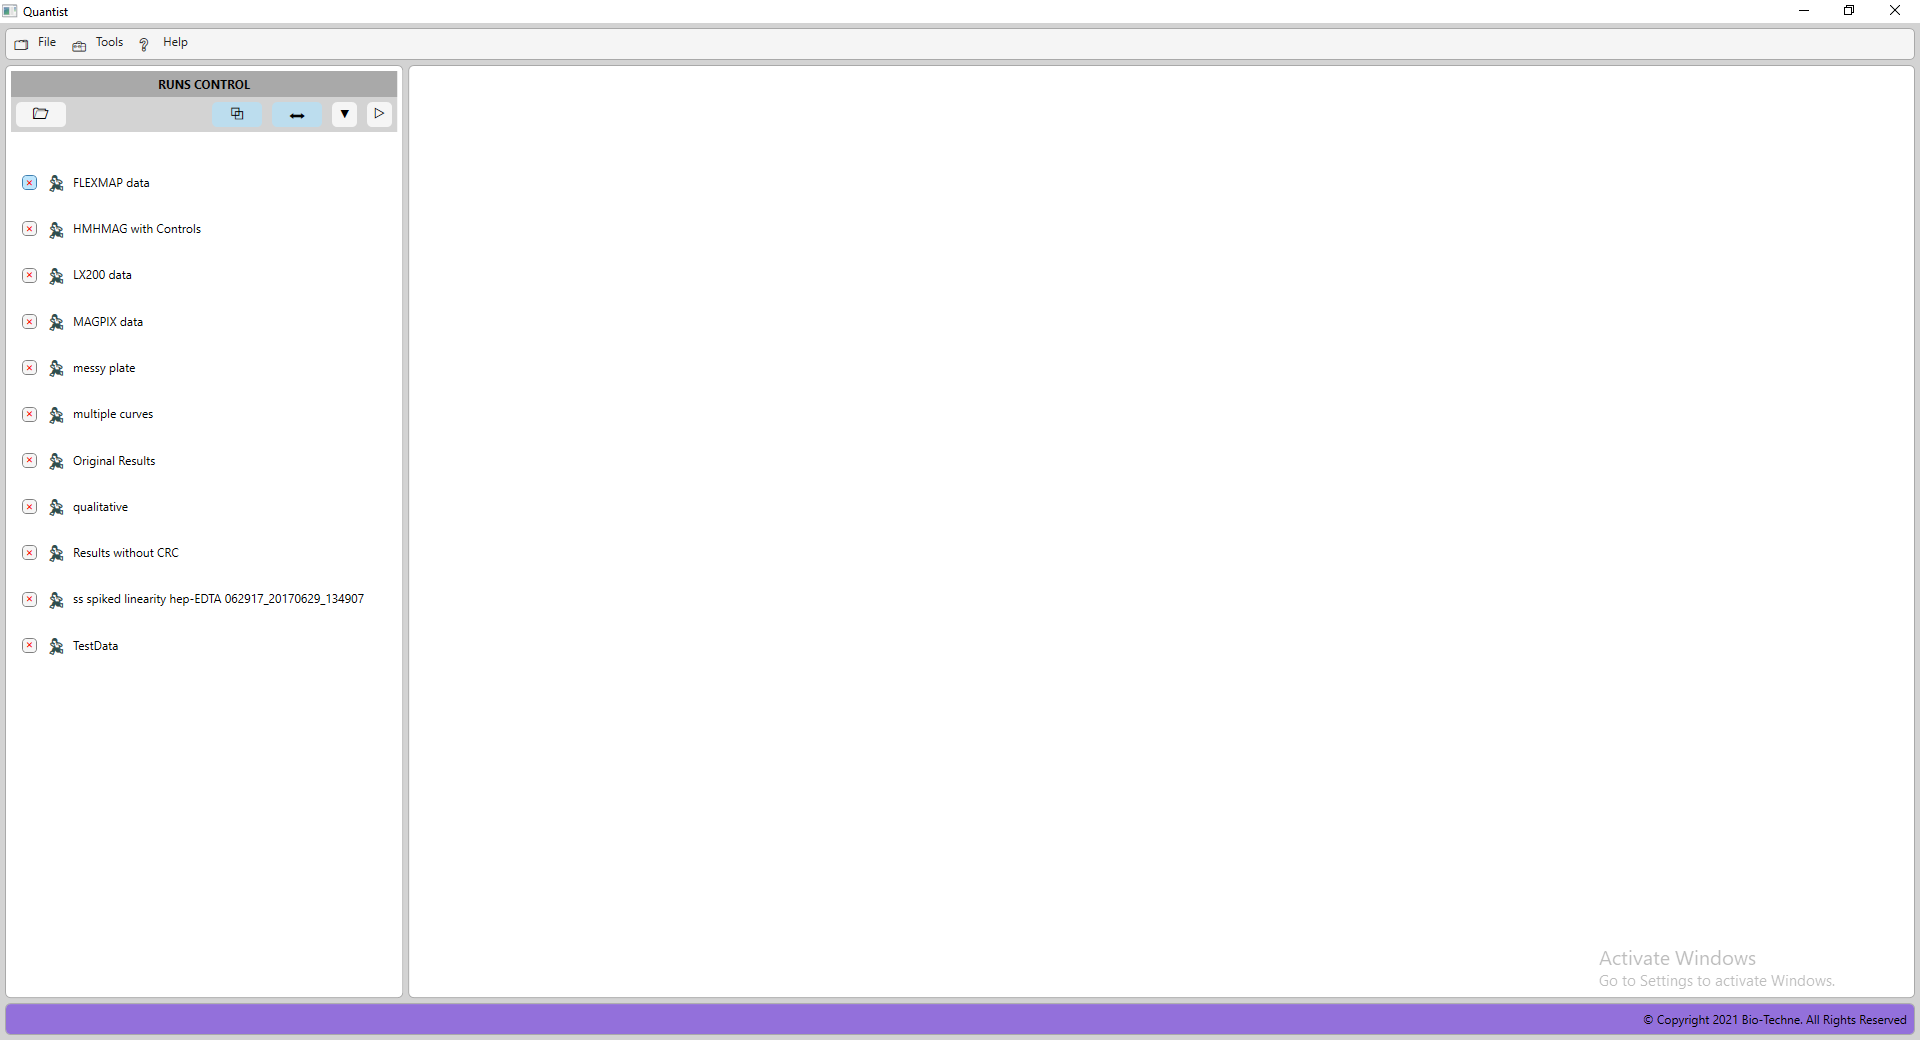 Quantist
File Tools Help
RUNS CONTROL
FLEXMAP data
HMHMAG with Controls
LX200 data
MAGPIX data
messy plate
multiple curves
Original Results
qualitative
Results without CRC
ss spiked linearity hep-EDTA 062917_20170629_134907
TestData
Activate Windows
Go to Settings to activate Windows.
© Copyright 2021 Bio-Techne. All Rights Reserved